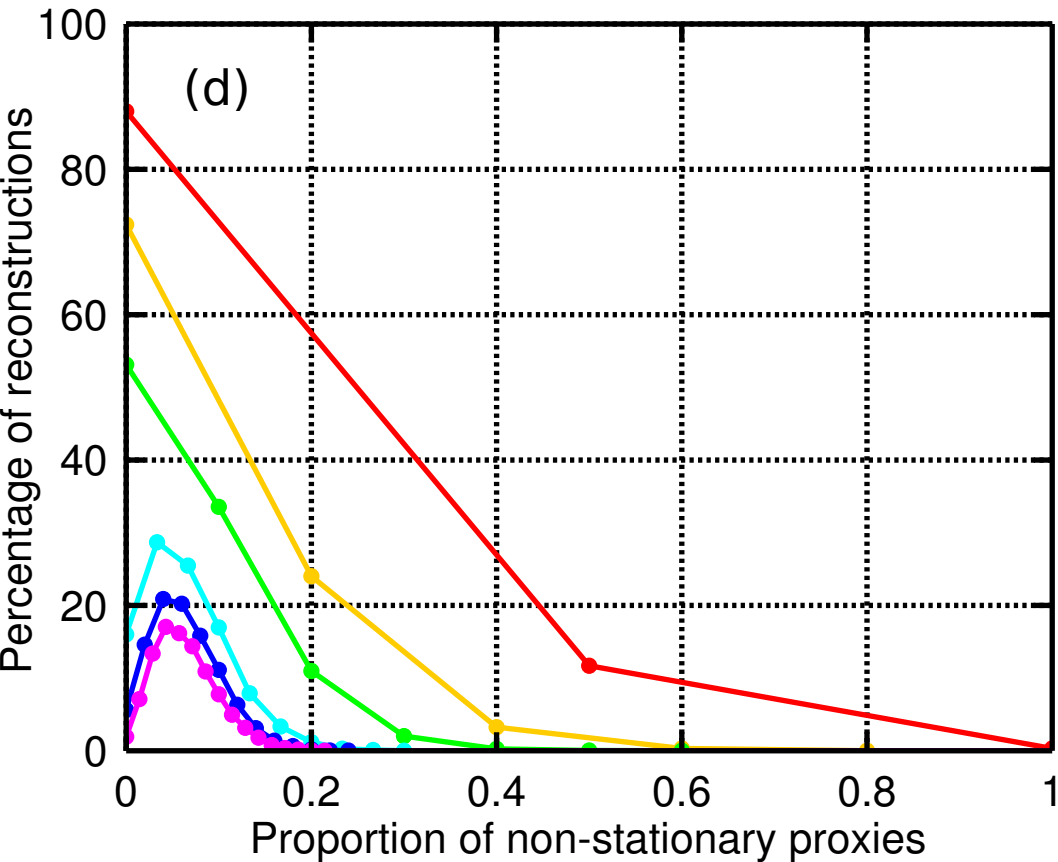 (d)
Percentage of reconstructions
100
80
60
40
20
0
0 0.2 0.4 0.6 0.8 1
Proportion of non-stationary proxies